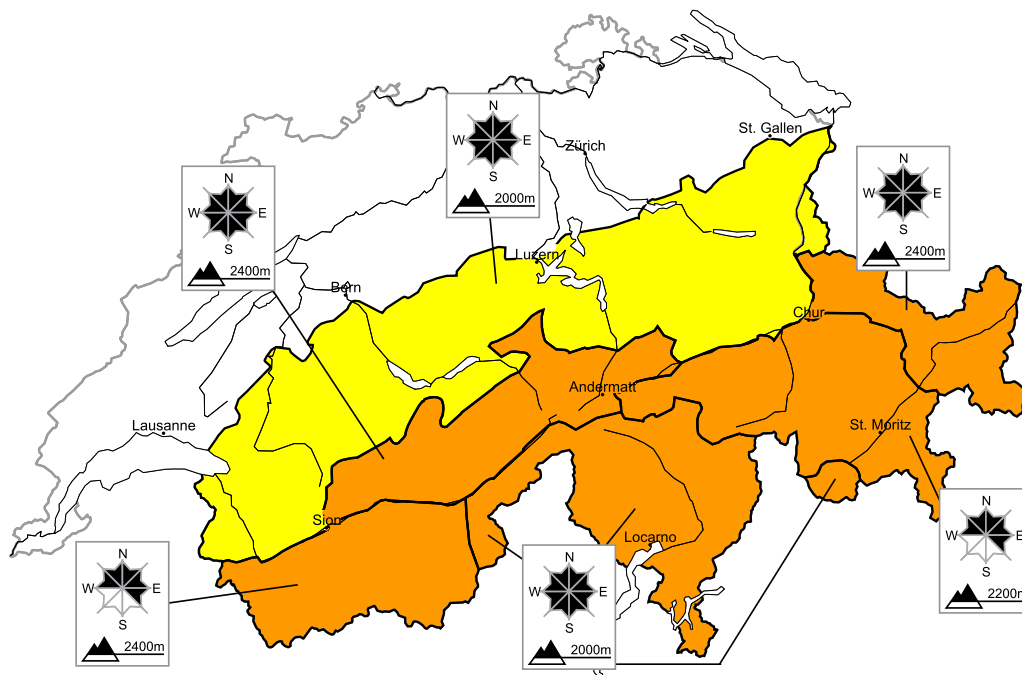 N
W E
S
2000m
St. Gallen
Zürich
N
W E
S
2400m
N
W E
S
2400m
Luzern
Bern
Chur
Andermatt
Lausanne
St. Moritz
Sion
Locarno
N
W E
S
2200m
N
W E
S
2400m
N
W E
S
2000m